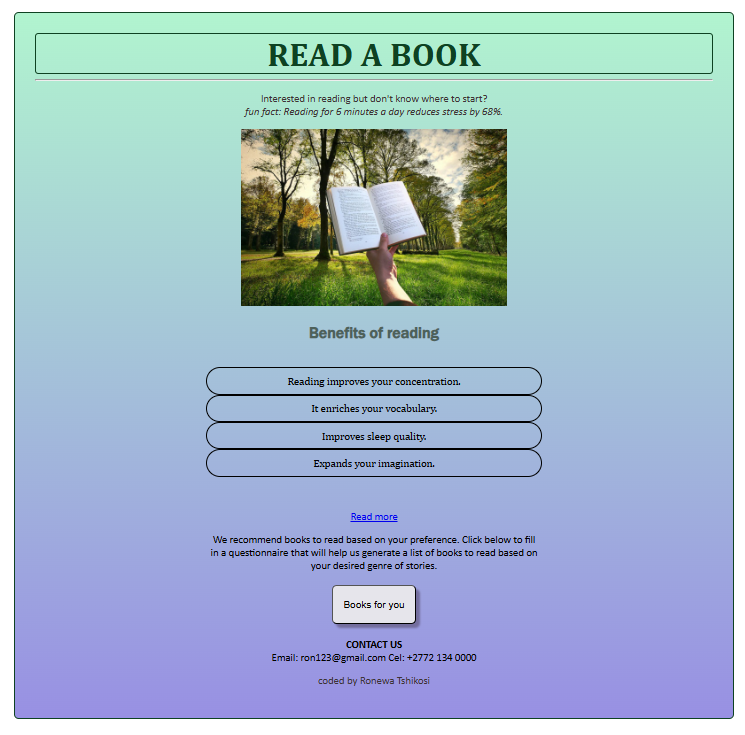 READ A BOOK
Interested in reading but don't know where to start?
fun fact: Reading for 6 minutes a day reduces stress by 68%.
Benefits of reading
Reading improves your concentration.
It enriches your vocabulary.
Improves sleep quality.
Expands your imagination.
Read more
We recommend books to read based on your preference. Click below to fill
in a questionnaire that will help us generate a list of books to read based on
your desired genre of stories.
Books for you
CONTACT US
Email: ron123@gmail.com Cel: +2772 134 0000
coded by Ronewa Tshikosi